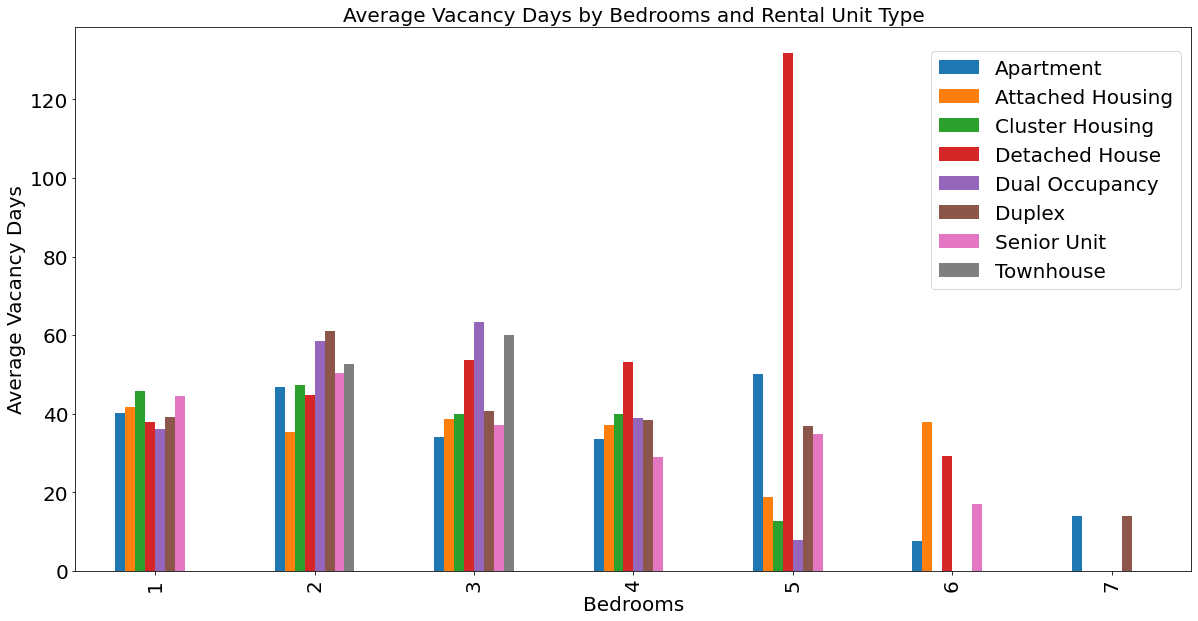 Average Vacancy Days by Bedrooms and Rental Unit Type
Average Vacancy Days
120
100
80
60
40
20
0
Apartment
Attached Housing
Cluster Housing
Detached House
Dual Occupancy
Duplex
Senior Unit
Townhouse
1 2 3 4 5 6 7
Bedrooms